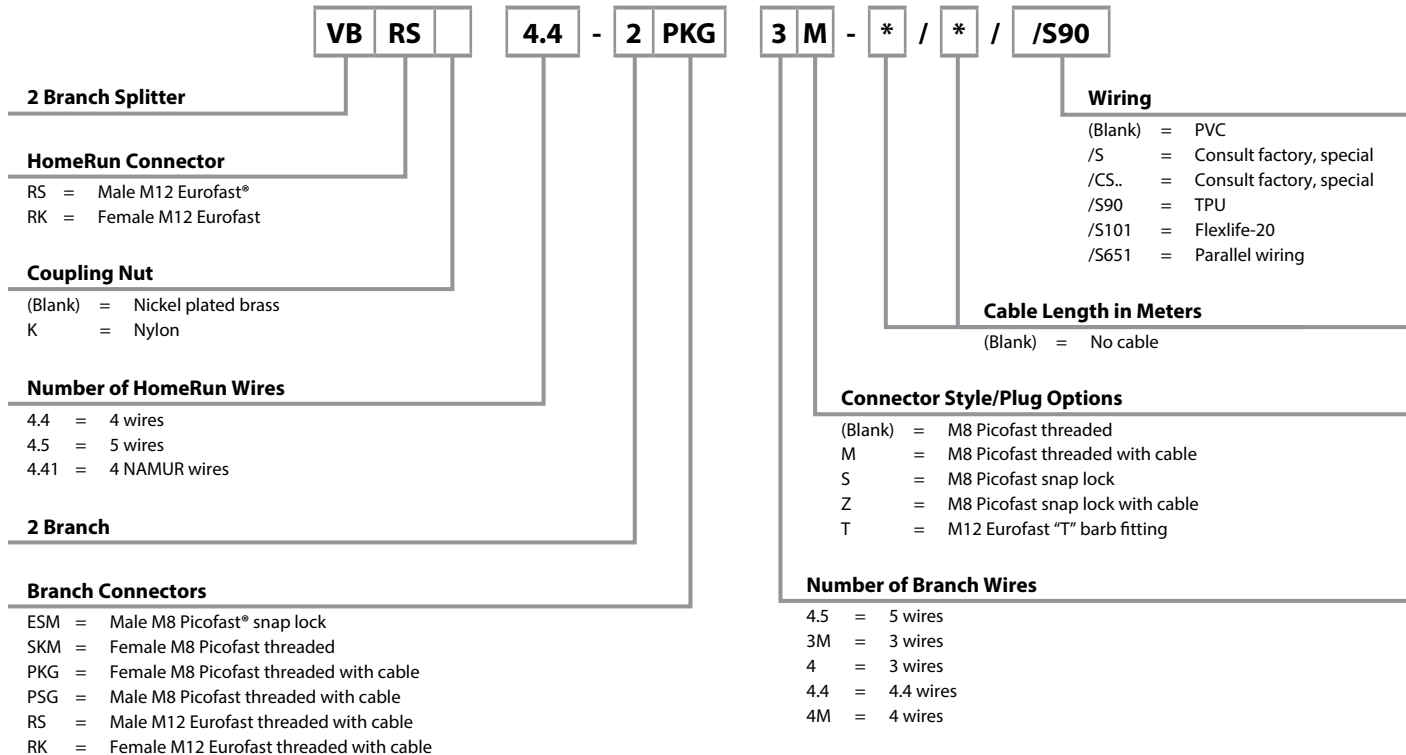 VB RS 4.4 - 2 PKG 3 M - * / * / /S90
2 Branch Splitter
HomeRun Connector
RS = Male M12 Eurofast®
RK = Female M12 Eurofast
Coupling Nut
(Blank) = Nickel plated brass
K = Nylon
Number of HomeRun Wires
4.4 = 4 wires
4.5 = 5 wires
4.41 = 4 NAMUR wires
2 Branch
Branch Connectors
ESM = Male M8 Picofast® snap lock
SKM = Female M8 Picofast threaded
PKG = Female M8 Picofast threaded with cable
PSG = Male M8 Picofast threaded with cable
RS = Male M12 Eurofast threaded with cable
RK = Female M12 Eurofast threaded with cable
Wiring
(Blank) = PVC
/S = Consult factory, special
/CS.. = Consult factory, special
/S90 = TPU
/S101 = Flexlife-20
/S651 = Parallel wiring
Cable Length in Meters
(Blank) = No cable
Connector Style/Plug Options
(Blank) = M8 Picofast threaded
M = M8 Picofast threaded with cable
S = M8 Picofast snap lock
Z = M8 Picofast snap lock with cable
T = M12 Eurofast “T” barb fitting
Number of Branch Wires
4.5 = 5 wires
3M = 3 wires
4 = 3 wires
4.4 = 4.4 wires
4M = 4 wires